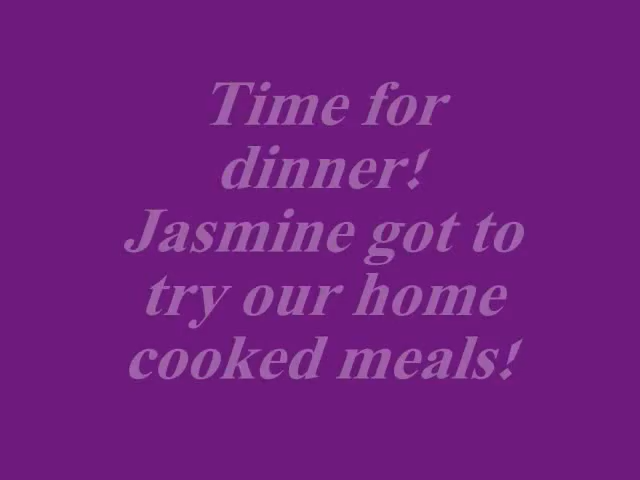 Time for
dinner!
Jasmine got to
try our home
cooked meals!